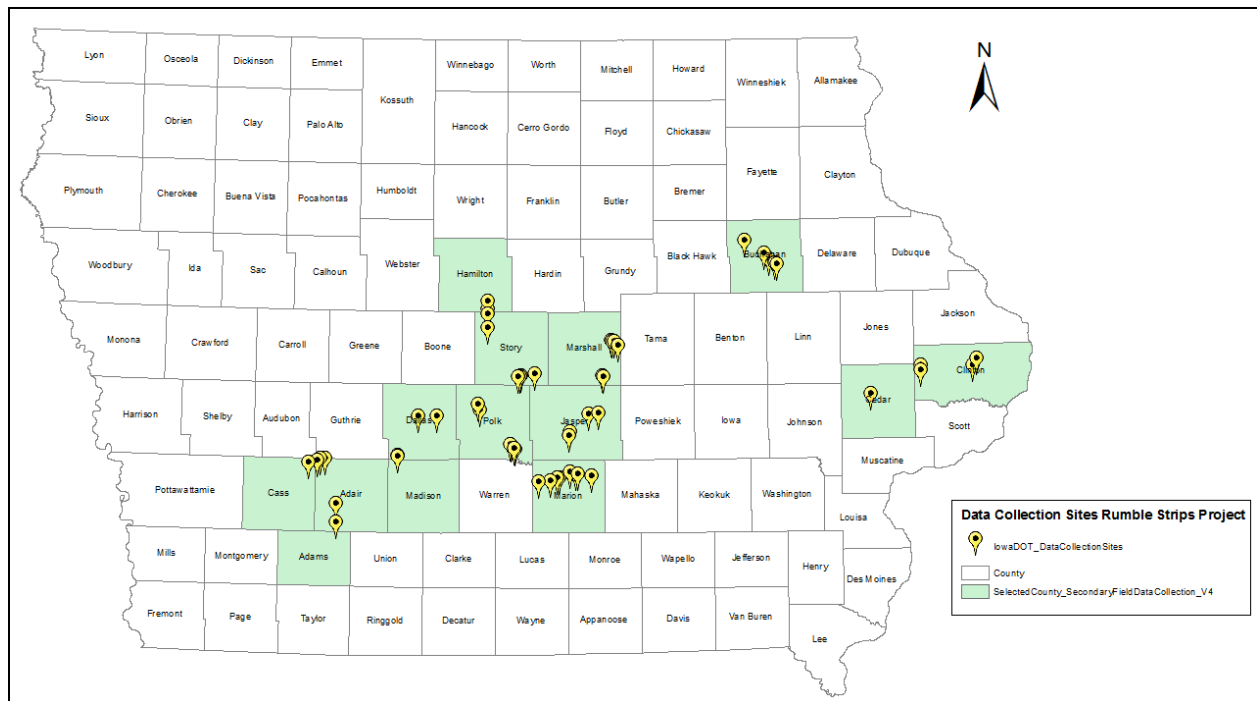 N
Lyon Osceola Dickinson Emmet Winnebago Worth Mitchell Howard Winneshiek Allamakee
Kossuth
Sioux Obrien Clay Palo Alto Hancock Cerro Gordo Floyd Chickasaw
Fayette Clayton
Plymouth Cherokee Buena Vista Pocahontas Humboldt Wright Franklin Butler Bremer
Woodbury Ida Sac Calhoun Webster Hamilton Hardin Grundy Black Hawk Buchanan Delaware Dubuque
Monona Crawford Carroll Greene Boone Story Marshall Tama Benton Linn Jones Jackson
Clinton
Harrison Shelby Audubon Guthrie Dallas Polk Jasper Poweshiek Iowa Johnson Cedar Scott
Muscatine
Pottawattamie Cass Adair Madison Warren Marion Mahaska Keokuk Washington
Louisa
Mills Montgomery Adams Union Clarke Lucas Monroe Wapello Jefferson Henry
Des Moines
Fremont Page Taylor Ringgold Decatur Wayne Appanoose Davis Van Buren
Lee
Data Collection Sites Rumble Strips Project
IowaDOT_DataCollectionSites
County
SelectedCounty_SecondaryFieldDataCollection_V4